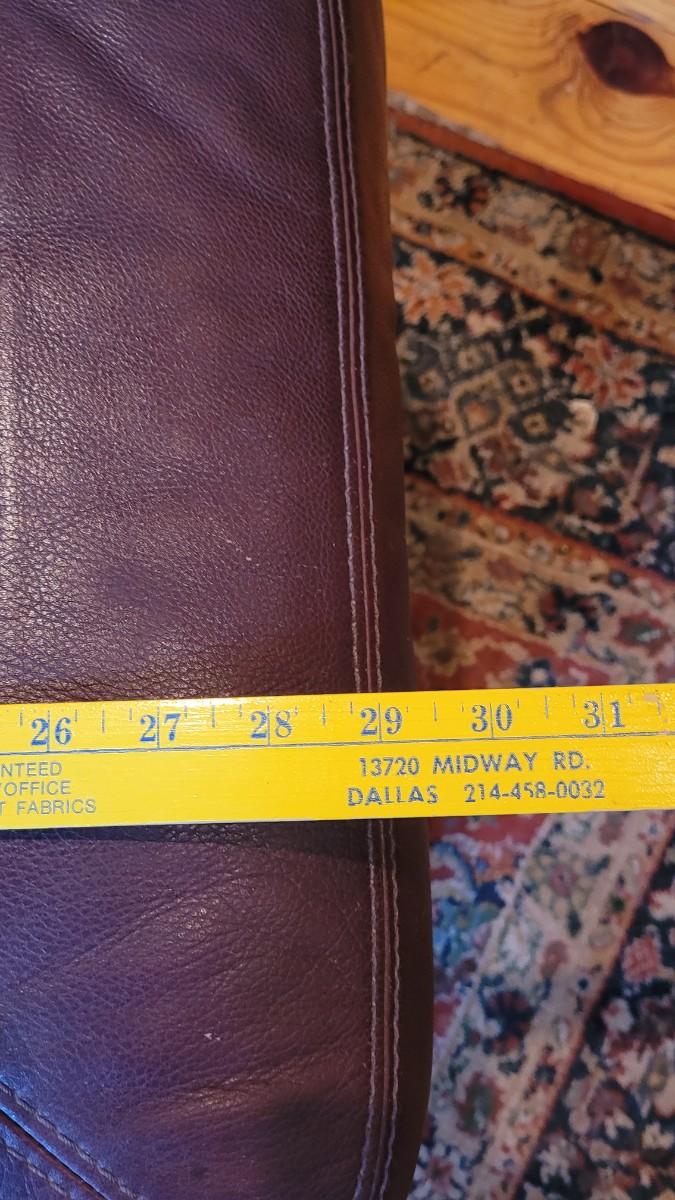 26 27 28 29 30 31
NTEED
OFFICE
T FABRICS
13720 MIDWAY RD.
DALLAS 214-458-0032